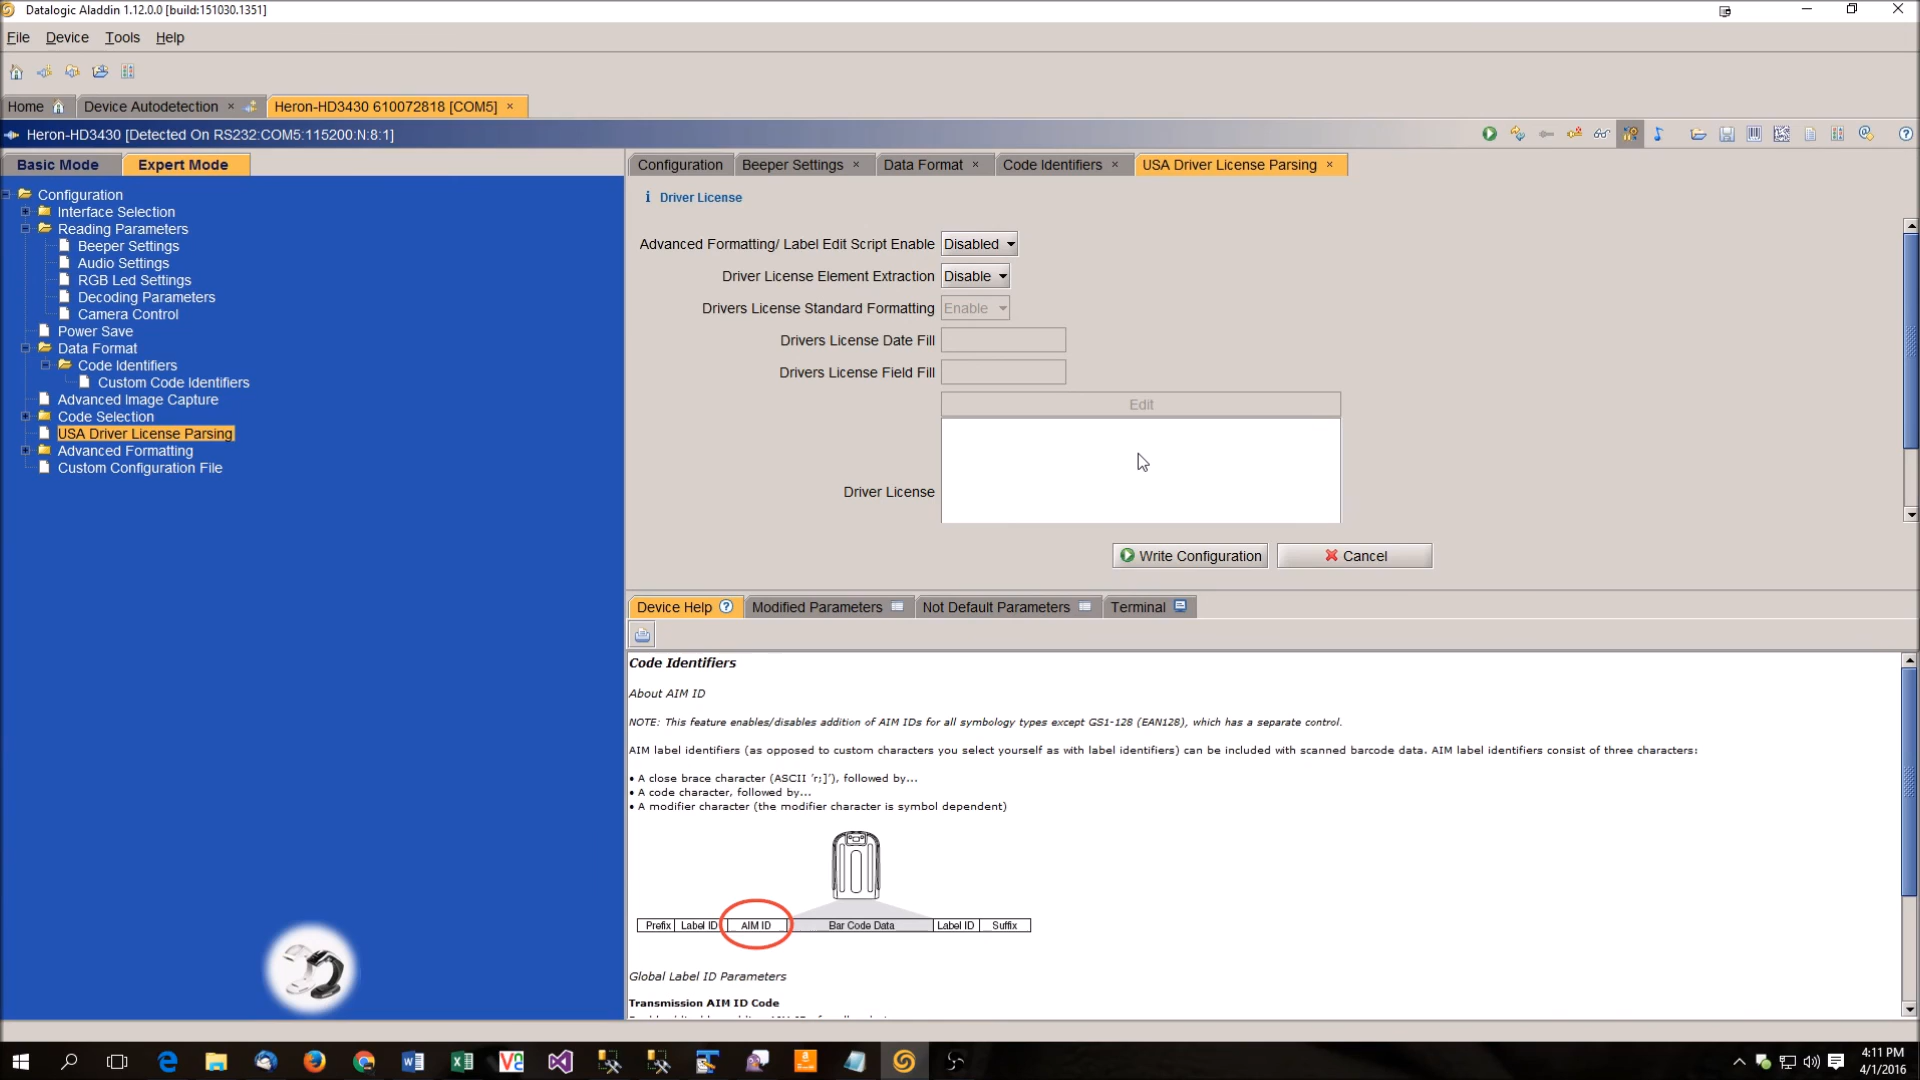 Datalogic Aladdin 1.12.0.0 [build:151030.1351]
File Device Tools Help
Home Device Autodetection × Heron-HD3430 610072818 [COM5] ×
Heron-HD3430 [Detected On RS232:COM5:115200:N:8:1]
Basic Mode Expert Mode
Configuration
Interface Selection
Reading Parameters
Beeper Settings
Audio Settings
RGB Led Settings
Decoding Parameters
Camera Control
Power Save
Data Format
Code Identifiers
Custom Code Identifiers
Advanced Image Capture
Code Selection
USA Driver License Parsing
Advanced Formatting
Custom Configuration File
Configuration Beeper Settings × Data Format × Code Identifiers × USA Driver License Parsing ×
Driver License
Advanced Formatting/ Label Edit Script Enable Disabled
Driver License Element Extraction Disable
Drivers License Standard Formatting Enable
Drivers License Date Fill
Drivers License Field Fill
Edit
Driver License
Write Configuration Cancel
Device Help Modified Parameters Not Default Parameters Terminal
Code Identifiers
About AIM ID
NOTE: This feature enables/disables addition of AIM IDs for all symbology types except GS1-128 (EAN128), which has a separate control.
AIM label identifiers (as opposed to custom characters you select yourself as with label identifiers) can be included with scanned barcode data. AIM label identifiers consist of three characters:
• A close brace character (ASCII 'r;]'), followed by...
• A code character, followed by...
• A modifier character (the modifier character is symbol dependent)
Prefix Label ID AIM ID Bar Code Data Label ID Suffix
Global Label ID Parameters
Transmission AIM ID Code
4:11 PM
4/1/2016